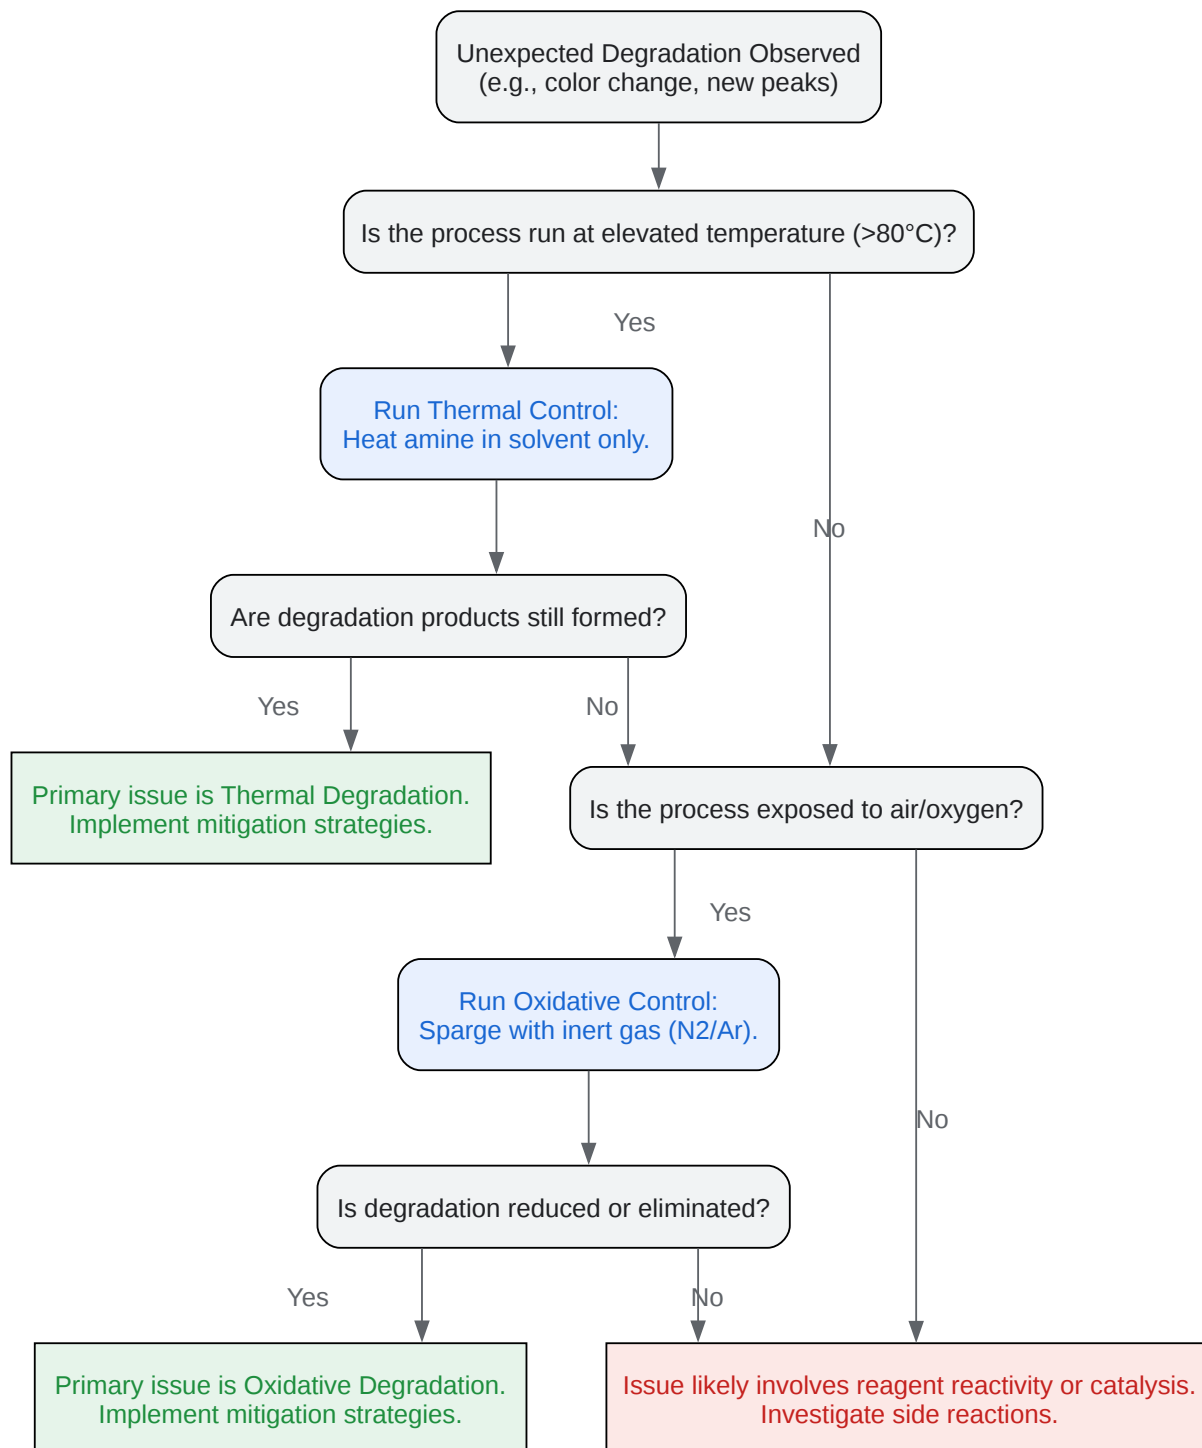 Unexpected Degradation Observed
(e.g., color change, new peaks)
Is the process run at elevated temperature (>80°C)?
Yes
Run Thermal Control:
Heat amine in solvent only.
No
Are degradation products still formed?
Yes
No
Primary issue is Thermal Degradation.
Implement mitigation strategies.
Is the process exposed to air/oxygen?
Yes
Run Oxidative Control:
Sparge with inert gas (N2/Ar).
No
Is degradation reduced or eliminated?
Yes
No
Primary issue is Oxidative Degradation.
Implement mitigation strategies.
Issue likely involves reagent reactivity or catalysis.
Investigate side reactions.